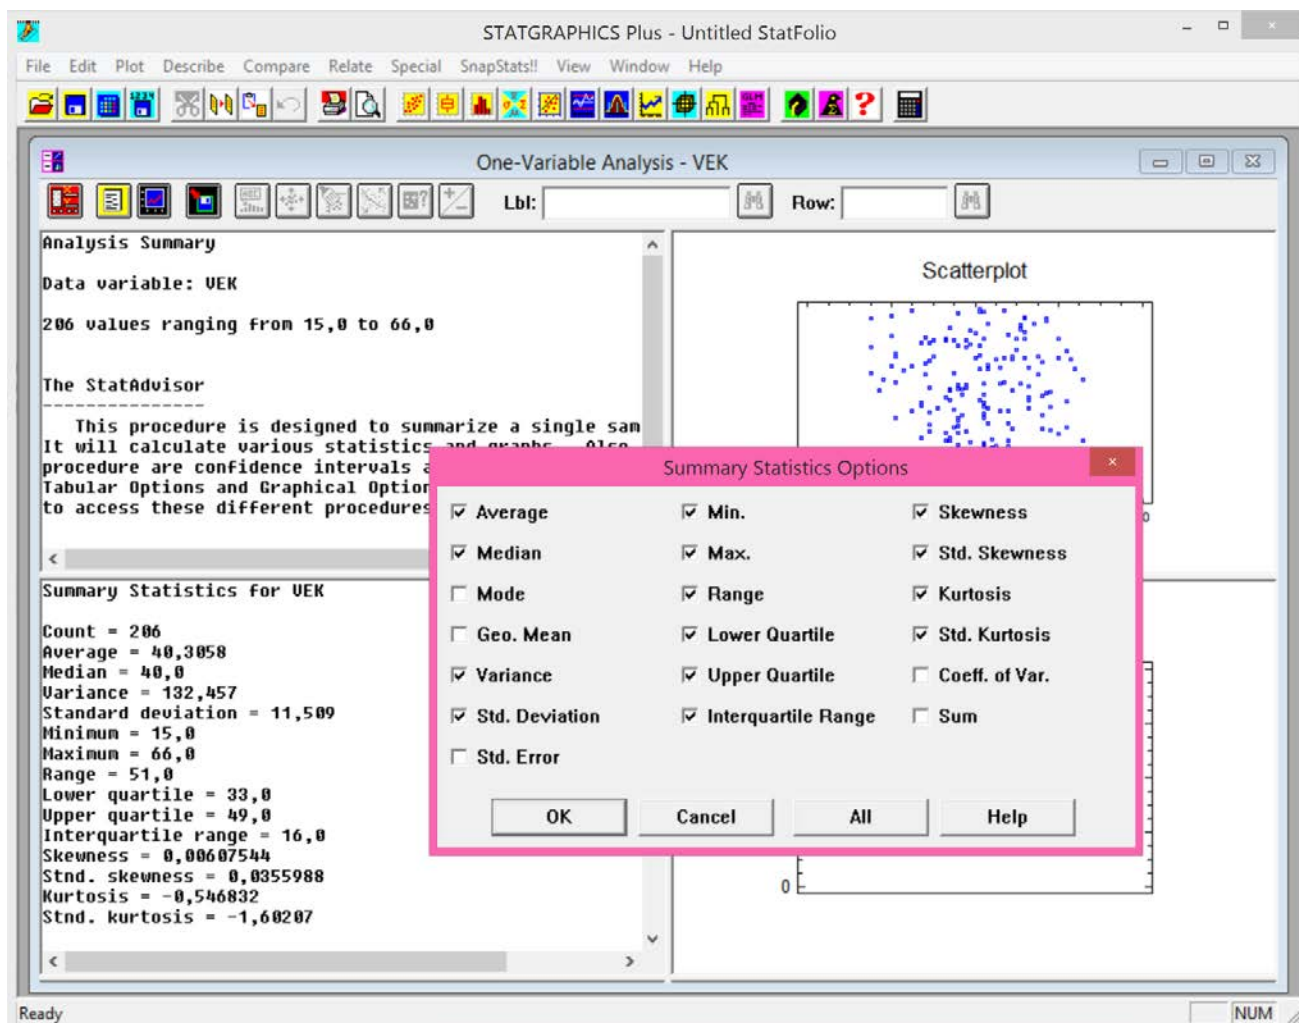 STATGRAPHICS Plus - Untitled StatFolio
File Edit Plot Describe Compare Relate Special SnapStats!! View Window Help
One-Variable Analysis - VEK
Lbl:
Row:
Analysis Summary
Data variable: VEK
206 values ranging from 15,0 to 66,0
The StatAdvisor
---------------
This procedure is designed to summarize a single sam
It will calculate various statistics and graphs. Also
procedure are confidence intervals a
Tabular Options and Graphical Option
to access these different procedures
Scatterplot
0
Summary Statistics for VEK
Count = 206
Average = 40,3058
Median = 40,0
Variance = 132,457
Standard deviation = 11,509
Minimum = 15,0
Maximum = 66,0
Range = 51,0
Lower quartile = 33,0
Upper quartile = 49,0
Interquartile range = 16,0
Skewness = 0,00607544
Stnd. skewness = 0,0355988
Kurtosis = -0,546832
Stnd. kurtosis = -1,60207
0
Summary Statistics Options
Average Min. Skewness
Median Max. Std. Skewness
Mode Range Kurtosis
Geo. Mean Lower Quartile Std. Kurtosis
Variance Upper Quartile Coeff. of Var.
Std. Deviation Interquartile Range Sum
Std. Error
OK Cancel All Help
Ready
NUM